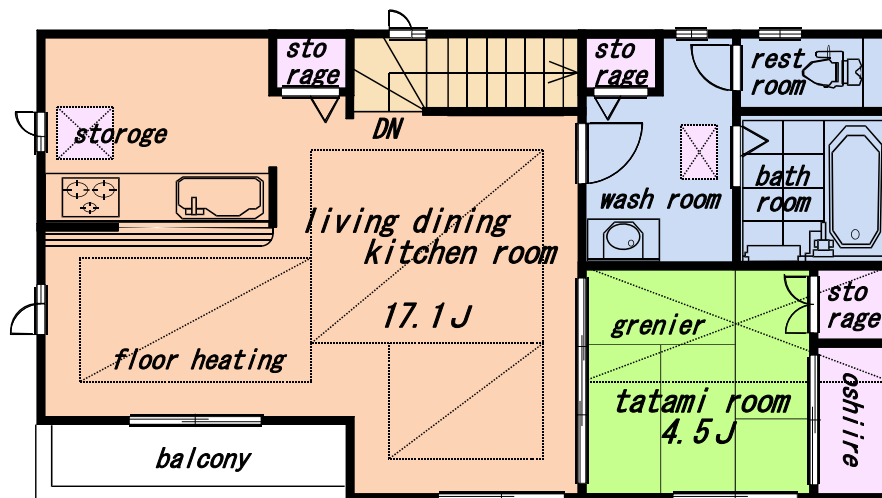 sto
rage
sto
rage
rest
room
storoge
DN
bath
room
wash room
living dining
kitchen room
17.1J
sto
rage
grenier
floor heating
tatami room
4.5J
oshiire
balcony